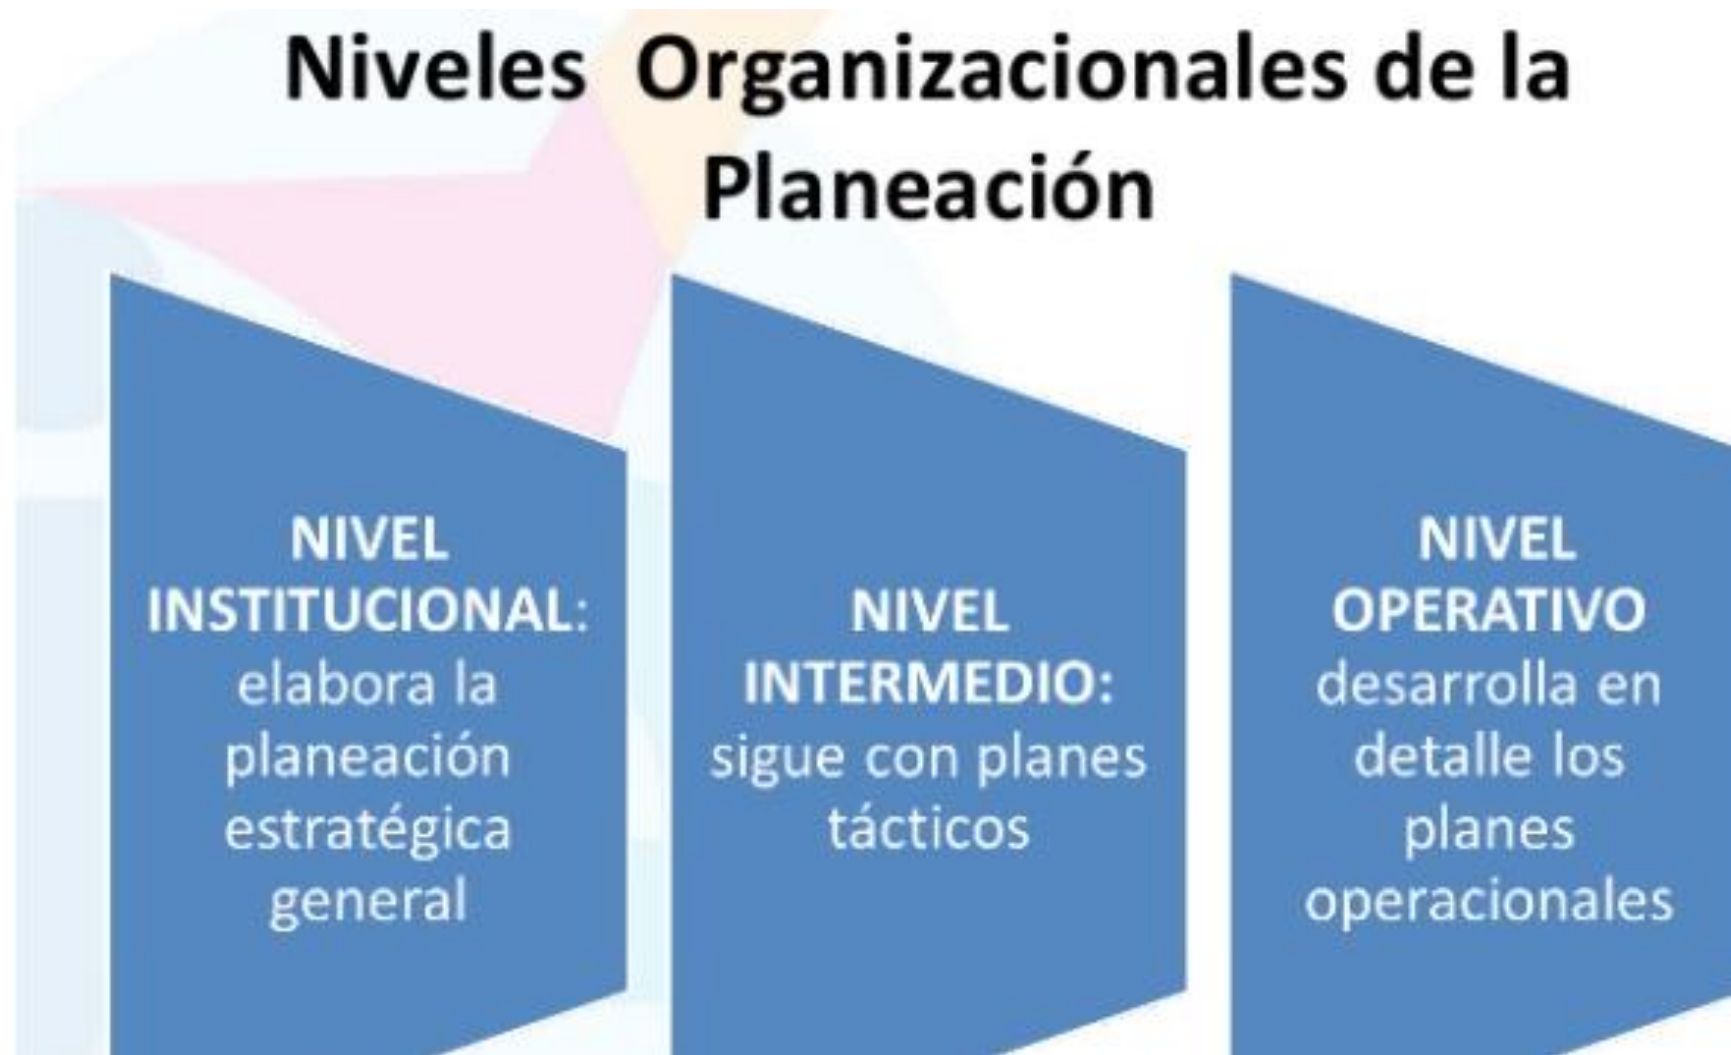 Niveles Organizacionales de la
Planeación
NIVEL
INSTITUCIONAL:
elabora la
planeación
estratégica
general
NIVEL
INTERMEDIO:
sigue con planes
tácticos
NIVEL
OPERATIVO
desarrolla en
detalle los
planes
operacionales